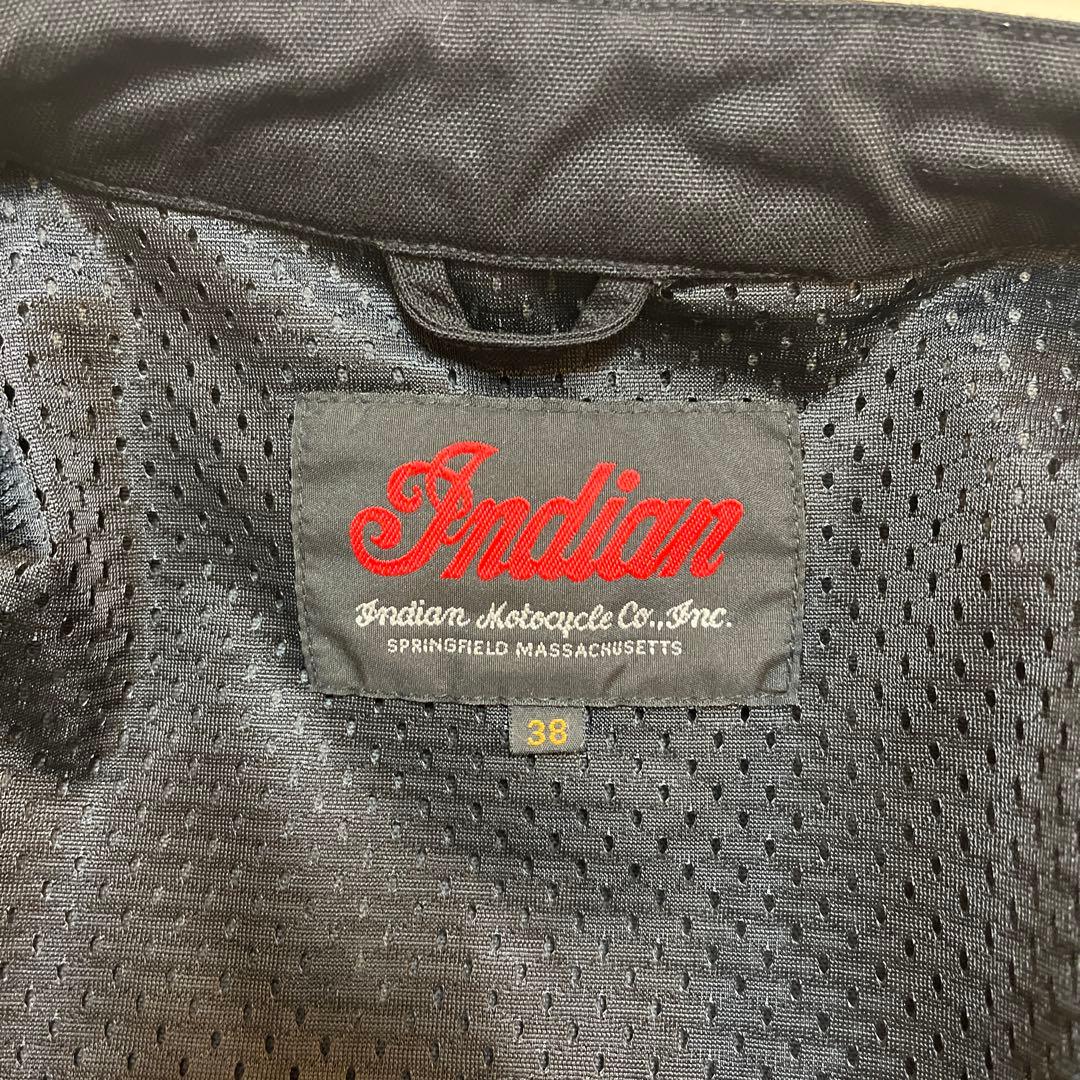 Indian
Indian Motocycle Co., Inc.
SPRINGFIELD MASSACHUSETTS
38